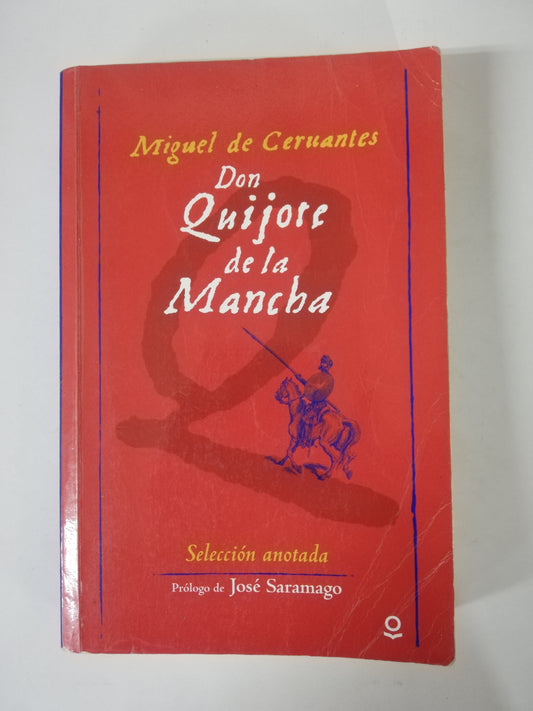 Miguel de Cervantes
Don
Quijote
de la
Mancha
Selección anotada
Prólogo de José Saramago